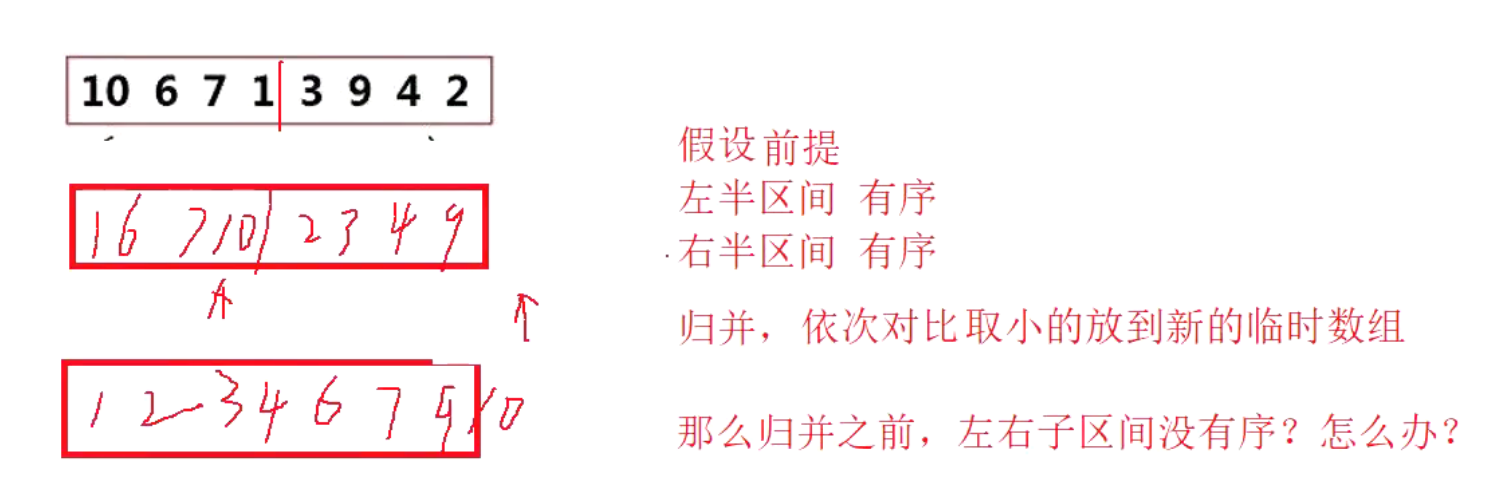 10 6 7 1 3 9 4 2
假设前提
左半区间 有序
1 6 7 10 2 3 4 9
右半区间 有序
归并，依次对比取小的放到新的临时数组
1 2 3 4 6 7 9 10
那么归并之前，左右子区间没有序？怎么办？